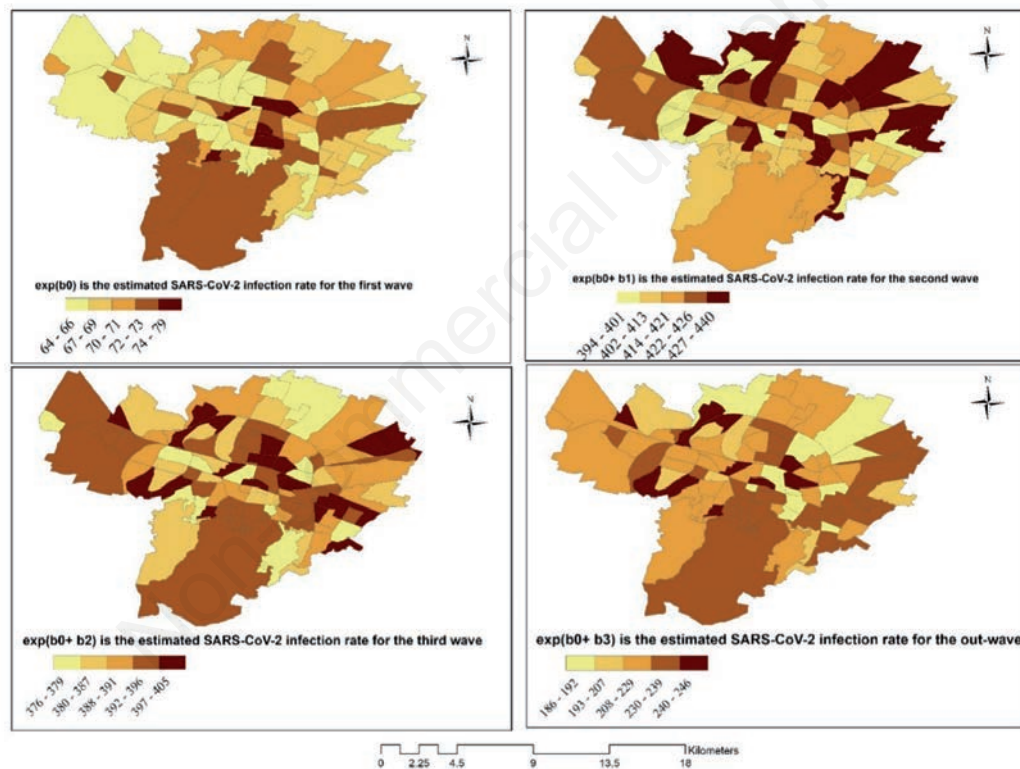 N
exp(b0) is the estimated SARS-CoV-2 infection rate for the first wave
64 - 66
67 - 69
70 - 71
72 - 73
74 - 79
N
exp(b0+ b1) is the estimated SARS-CoV-2 infection rate for the second wave
394 - 401
402 - 413
414 - 421
422 - 426
427 - 440
N
exp(b0+ b2) is the estimated SARS-CoV-2 infection rate for the third wave
376 - 379
380 - 387
388 - 391
392 - 396
397 - 405
N
exp(b0+ b3) is the estimated SARS-CoV-2 infection rate for the out-wave
186 - 192
193 - 207
208 - 229
230 - 239
240 - 246
Kilometers
0 2.25 4.5 9 13.5 18
Non-commercial